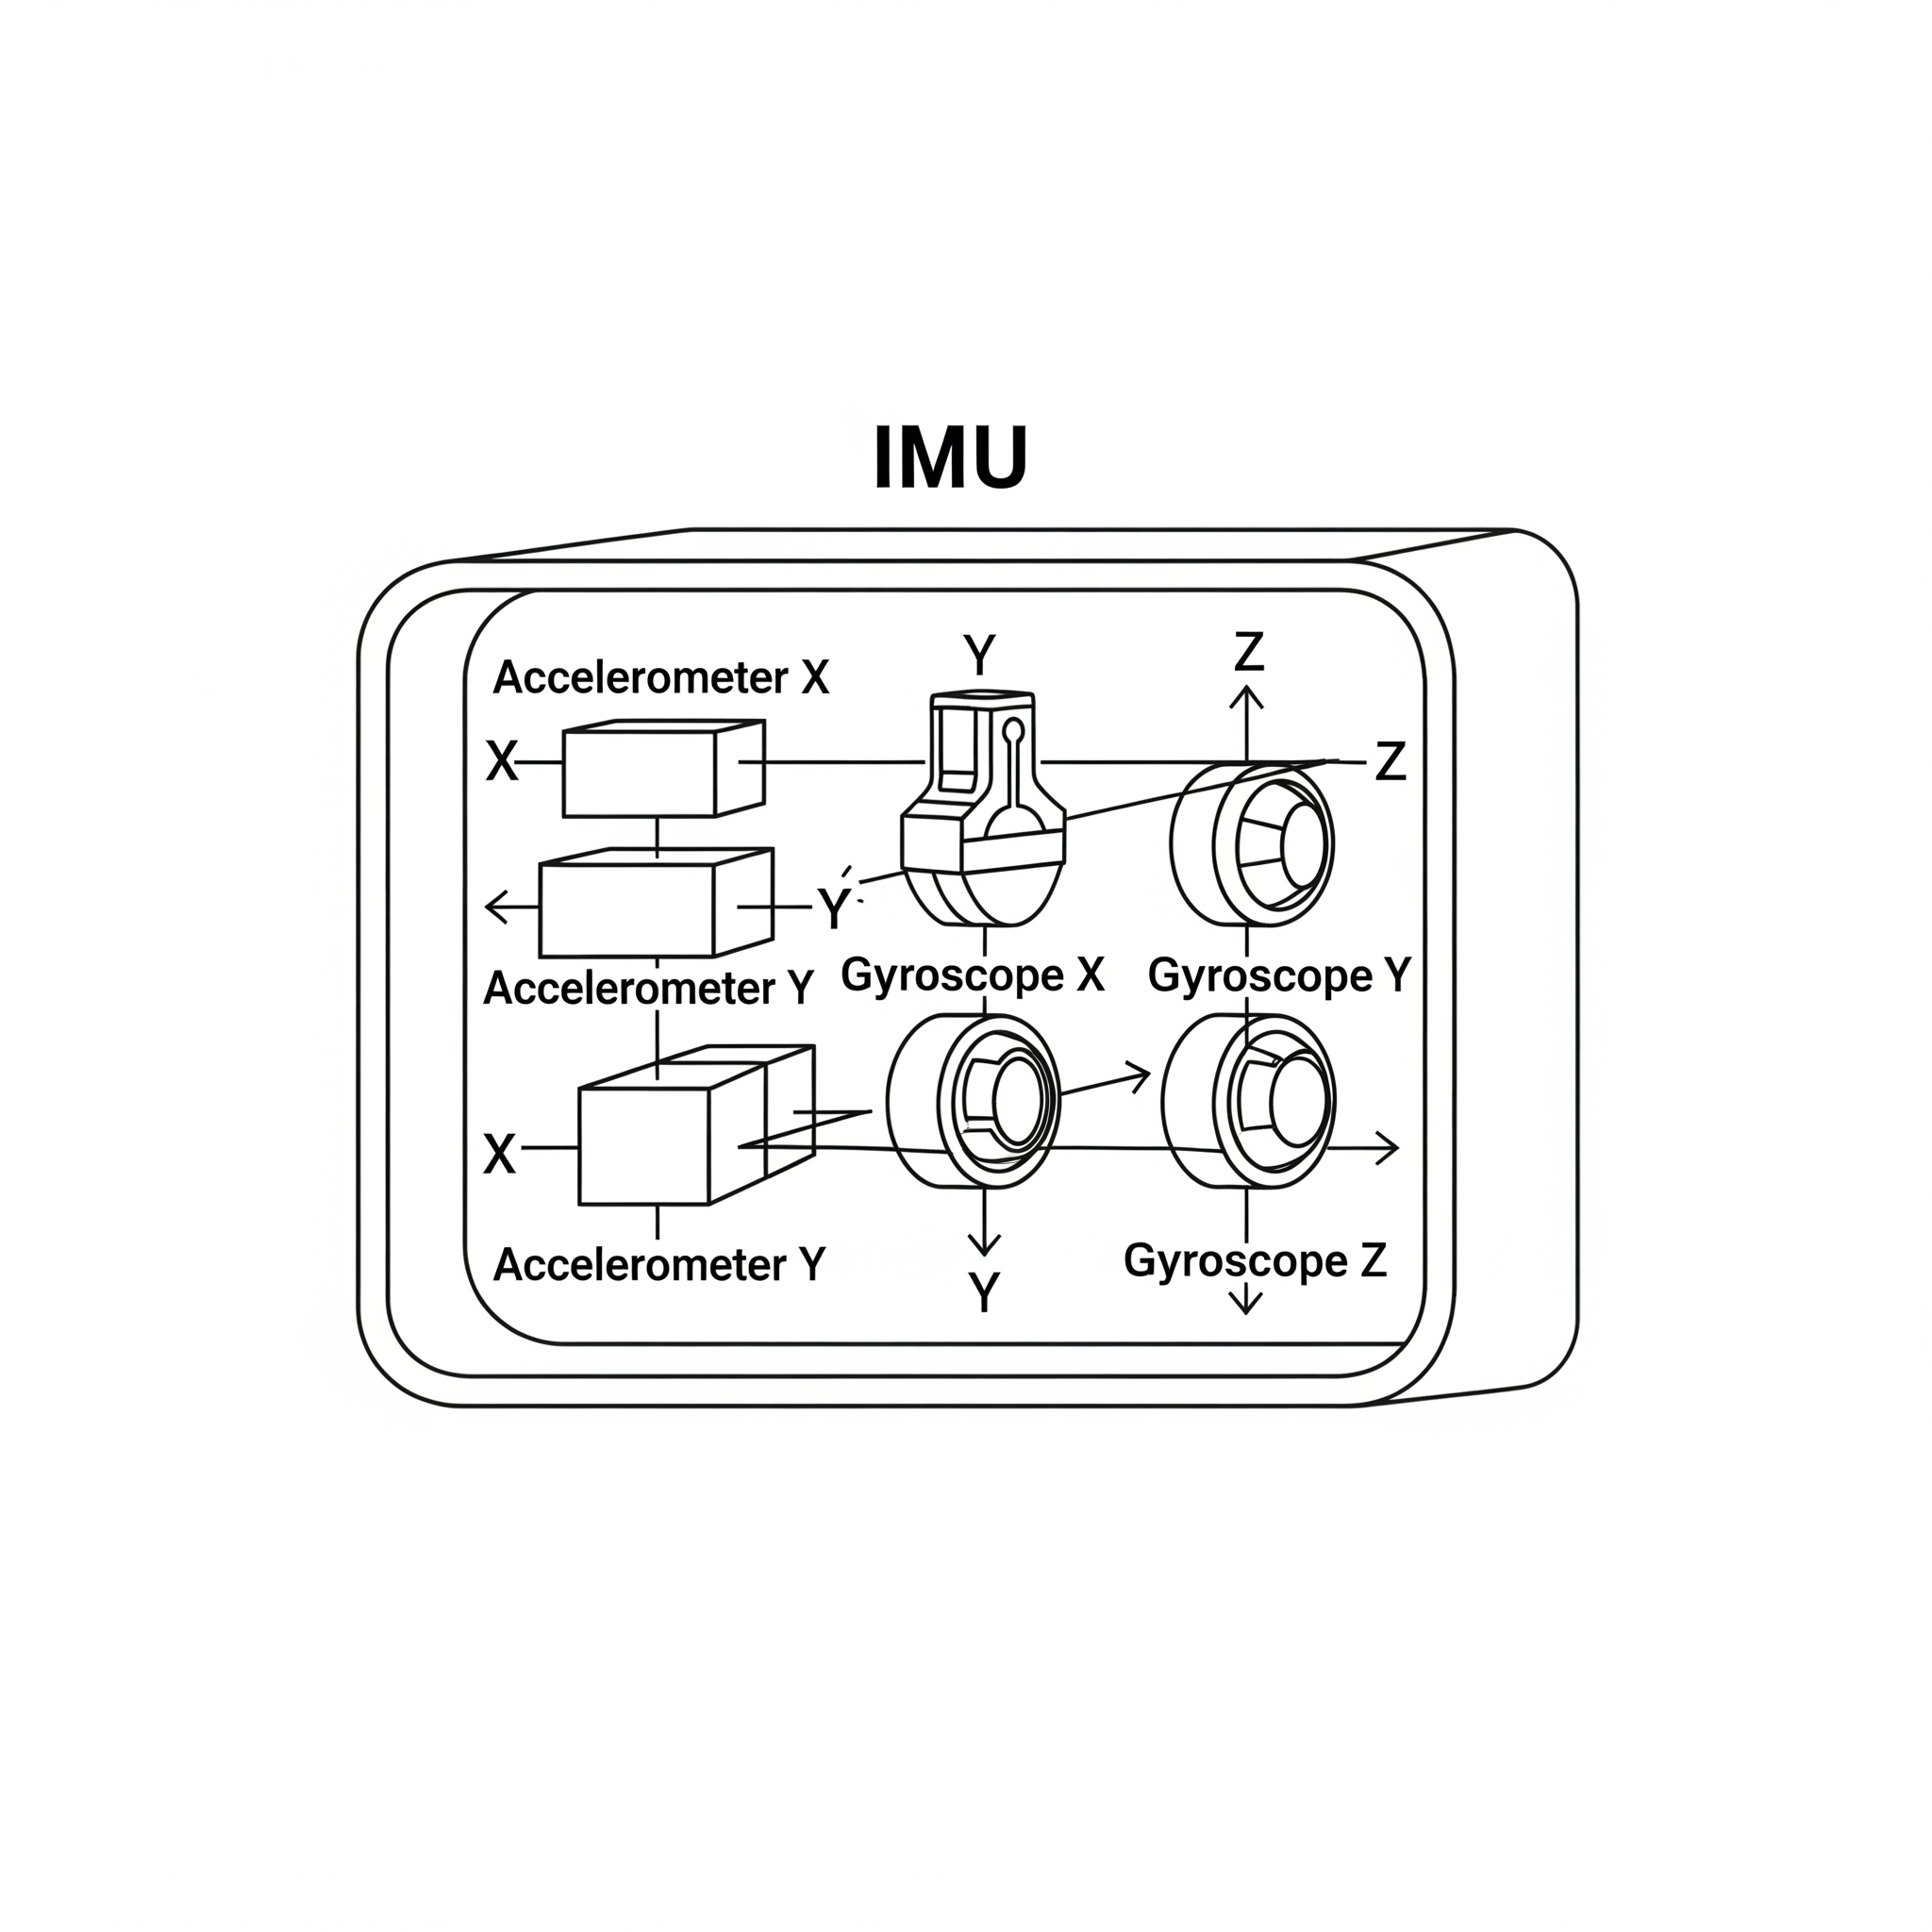 IMU
Y
Z
Accelerometer X
X
Z
Y
Accelerometer Y
Gyroscope X
Gyroscope Y
X
Accelerometer Y
Gyroscope Z
Y